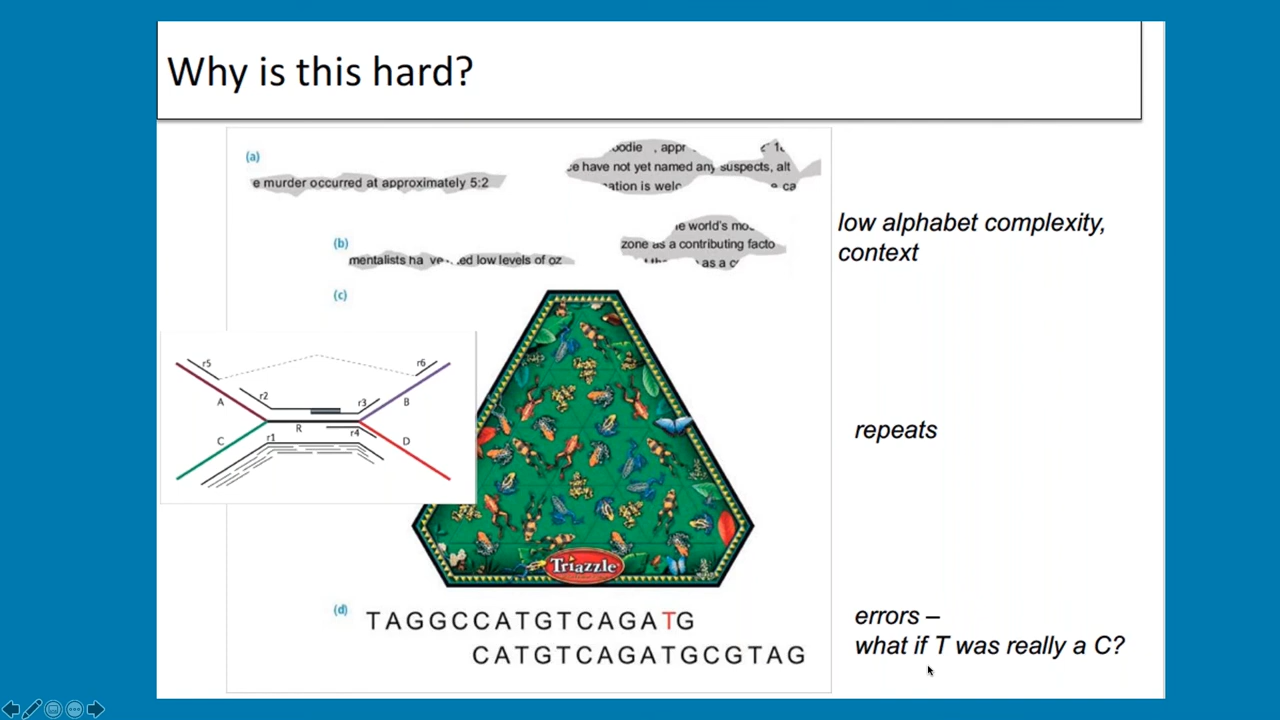 Why is this hard?
(a)
oodie , appr
e murder occurred at approximately 5:2
e have not yet named any suspects, alt
ation is welc
e ca
low alphabet complexity,
context
(b)
e world's mos
zone as a contributing facto
mentalists ha ve ed low levels of oz
as a c
(c)
r5
r6
A
r2
r3
B
R
r4
C
r1
D
repeats
Triazzle
(d)
TAGGCCATGTCAGATG
CATGTCAGATGCGTAG
errors –
what if T was really a C?